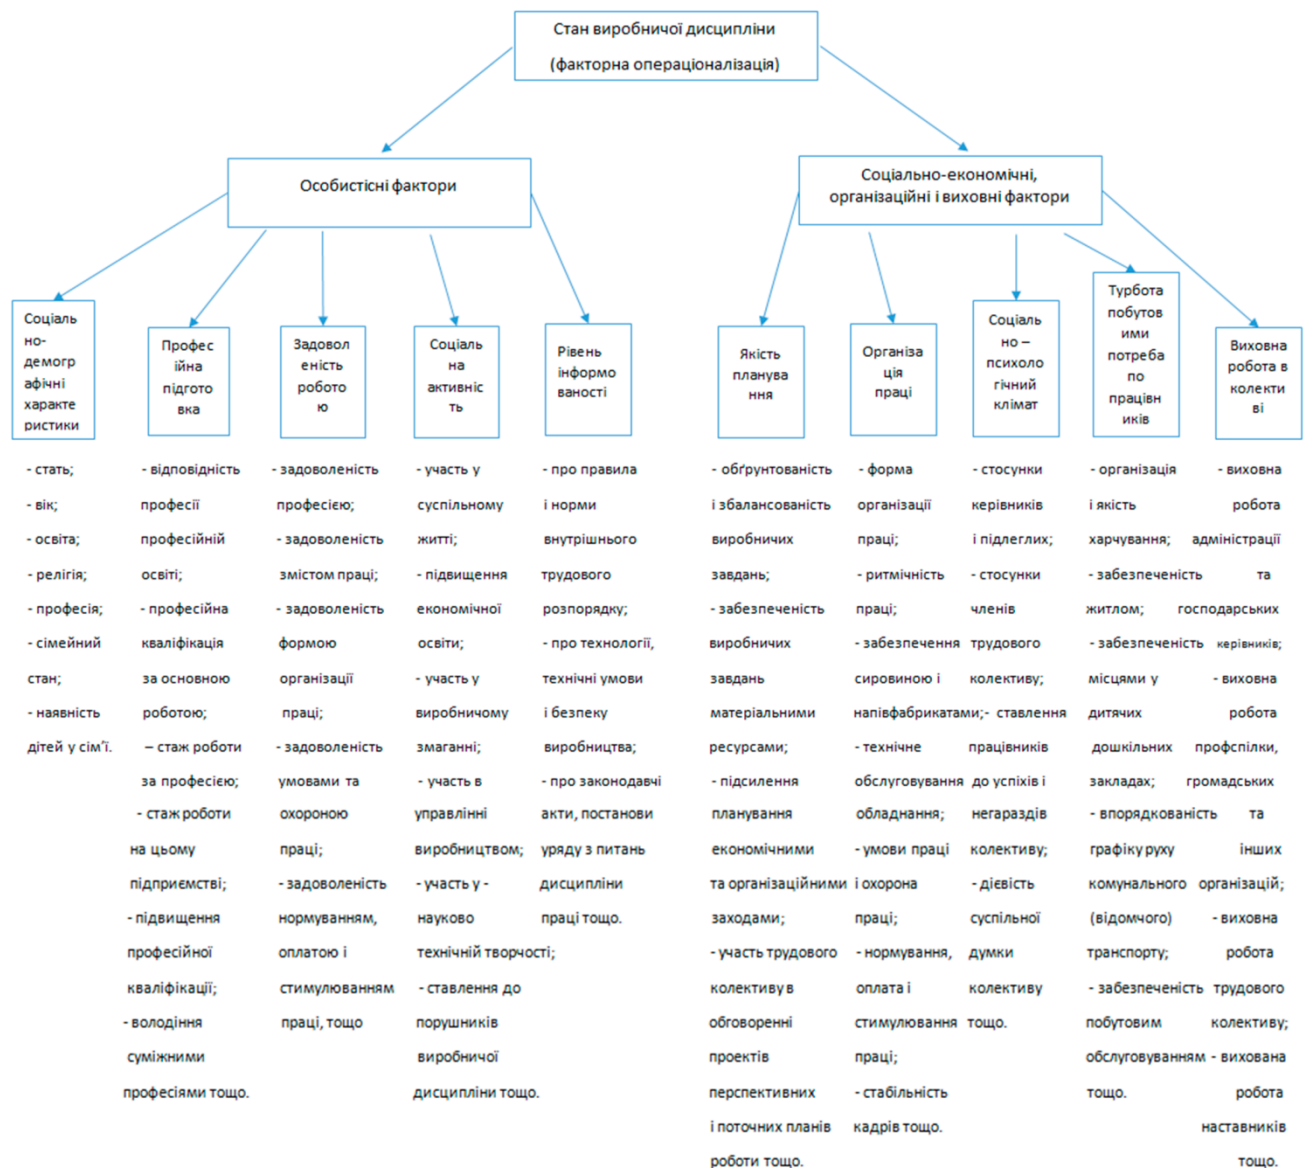 Стан виробничої дисципліни
(факторна операціоналізація)
Особистісні фактори
Соціально-економічні,
організаційні і виховні фактори
Соціаль
но-
демогр
афічні
характе
ристики
Профес
ійна
підгото
вка
Задовол
еність
робото
ю
Соціаль
на
активніс
ть
Рівень
інформо
ваності
Якість
планува
ння
Організа
ція
праці
Соціаль
но –
психоло
гічний
клімат
Турбота
побутов
ими
потреба
по
працівн
иків
Виховна
робота в
колекти
ві
- стать;
- вік;
- освіта;
- релігія;
- професія;
- сімейний
стан;
- наявність
дітей у сім'ї.
- відповідність
професії
професійній
освіті;
- професійна
кваліфікація
за основною
роботою;
– стаж роботи
за професією;
- стаж роботи
на цьому
підприємстві;
- підвищення
професійної
кваліфікації;
- володіння
суміжними
професіями тощо.
- задоволеність
професією;
- задоволеність
змістом праці;
- задоволеність
формою
організації
праці;
- задоволеність
умовами та
охороною
праці;
- задоволеність
нормуванням,
оплатою і
стимулюванням
праці, тощо
- участь у
суспільному
житті;
- підвищення
економічної
освіти;
- участь у
виробничому
змаганні;
- участь в
управлінні
виробництвом;
- участь у -
науково
технічній творчості;
- ставлення до
порушників
виробничої
дисципліни тощо.
- про правила
і норми
внутрішнього
трудового
розпорядку;
- про технології,
технічні умови
і безпеку
виробництва;
- про законодавчі
акти, постанови
уряду з питань
дисципліни
праці тощо.
- обґрунтованість
і збалансованість
виробничих
завдань;
- забезпеченість
виробничих
завдань
матеріальними
ресурсами;
- підсилення
планування
економічними
та організаційними
заходами;
- участь трудового
колективу в
обговоренні
проектів
перспективних
і поточних планів
роботи тощо.
- форма
організації
праці;
- ритмічність
праці;
- забезпечення
сировиною і
напівфабрикатами;
- технічне
обслуговування
обладнання;
- умови праці
і охорона
праці;
- нормування,
оплата і
стимулювання
праці;
- стабільність
кадрів тощо.
- стосунки
керівників
і підлеглих;
- стосунки
членів
трудового
колективу;
- ставлення
працівників
до успіхів і
негараздів
колективу;
- дієвість
суспільної
думки
колективу
тощо.
- організація
і якість
харчування;
- забезпеченість
житлом;
- забезпеченість
місцями у
дитячих
дошкільних
закладах;
- впорядкованість
графіку руху
комунального
(відомчого)
транспорту;
- забезпеченість
побутовим
обслуговуванням
тощо.
- виховна
робота
адміністрації
та
господарських
керівників;
- виховна
робота
профспілки,
громадських
та
інших
організацій;
- виховна
робота
трудового
колективу;
- вихована
робота
наставників
тощо.